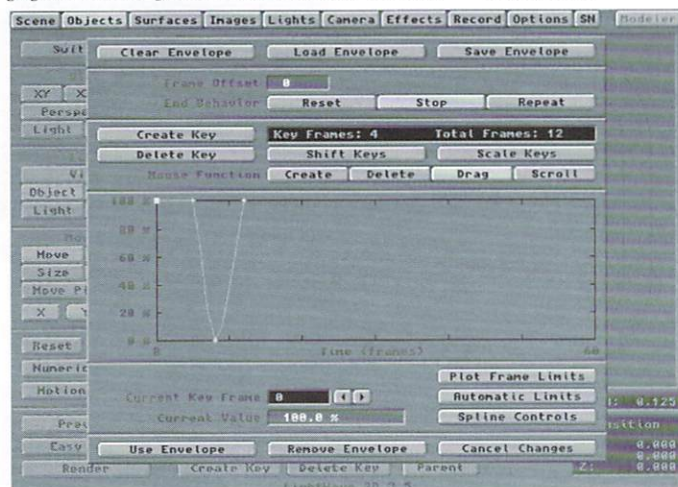 Scene Objects Surfaces Images Lights Camera Effects Record Options SN Modeler
Suit
Clear Envelope Load Envelope Save Envelope
Frame Offset 0
XY X
End Behavior Reset Stop Repeat
Perspe
Light
Create Key Key Frames: 4 Total Frames: 12
Delete Key Shift Keys Scale Keys
Vi
Mouse Function Create Delete Drag Scroll
Object
Light
100 %
80 %
60 %
40 %
20 %
0 %
0 Time (frames) 60
Move
Size
Move Pi
X Y
Reset
Numeric
Motion
Plot Frame Limits
Current Key Frame 0 Automatic Limits
0.125
Current Value 100.0 % Spline Controls
Prev
sition
Easy
Use Envelope Remove Envelope Cancel Changes
0.000
0.000
Render Create Key Delete Key Parent
Z: 0.000